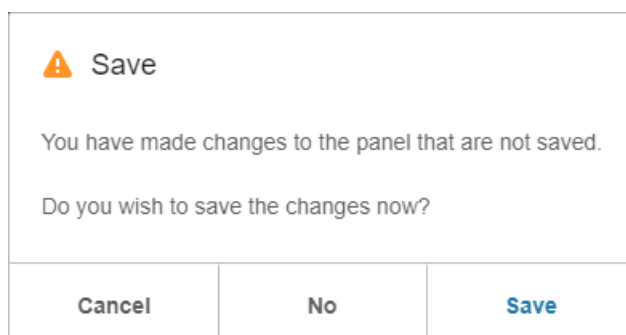 Save
You have made changes to the panel that are not saved.
Do you wish to save the changes now?
Cancel No Save